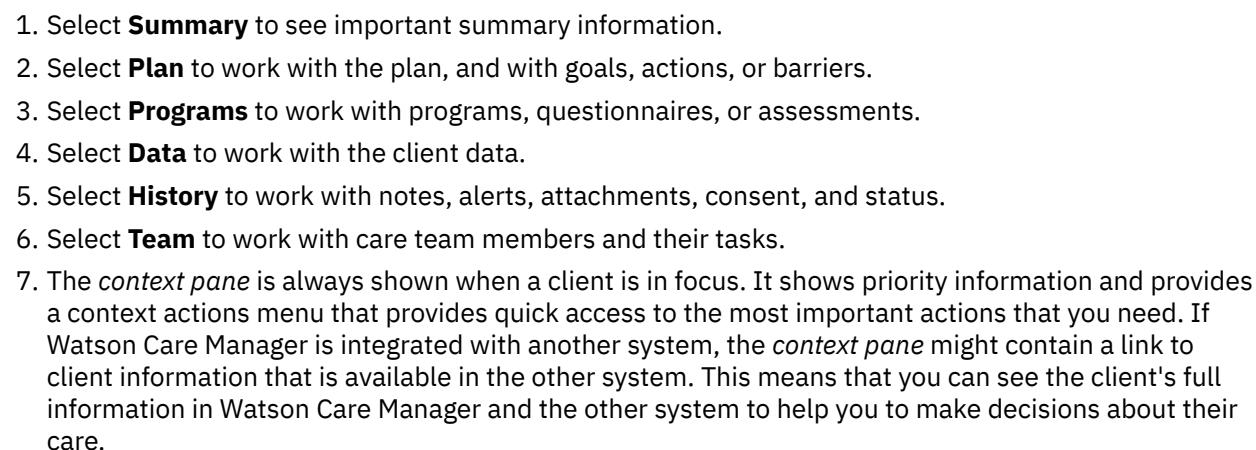 1. Select Summary to see important summary information.
2. Select Plan to work with the plan, and with goals, actions, or barriers.
3. Select Programs to work with programs, questionnaires, or assessments.
4. Select Data to work with the client data.
5. Select History to work with notes, alerts, attachments, consent, and status.
6. Select Team to work with care team members and their tasks.
7. The context pane is always shown when a client is in focus. It shows priority information and provides
a context actions menu that provides quick access to the most important actions that you need. If
Watson Care Manager is integrated with another system, the context pane might contain a link to
client information that is available in the other system. This means that you can see the client's full
information in Watson Care Manager and the other system to help you to make decisions about their
care.